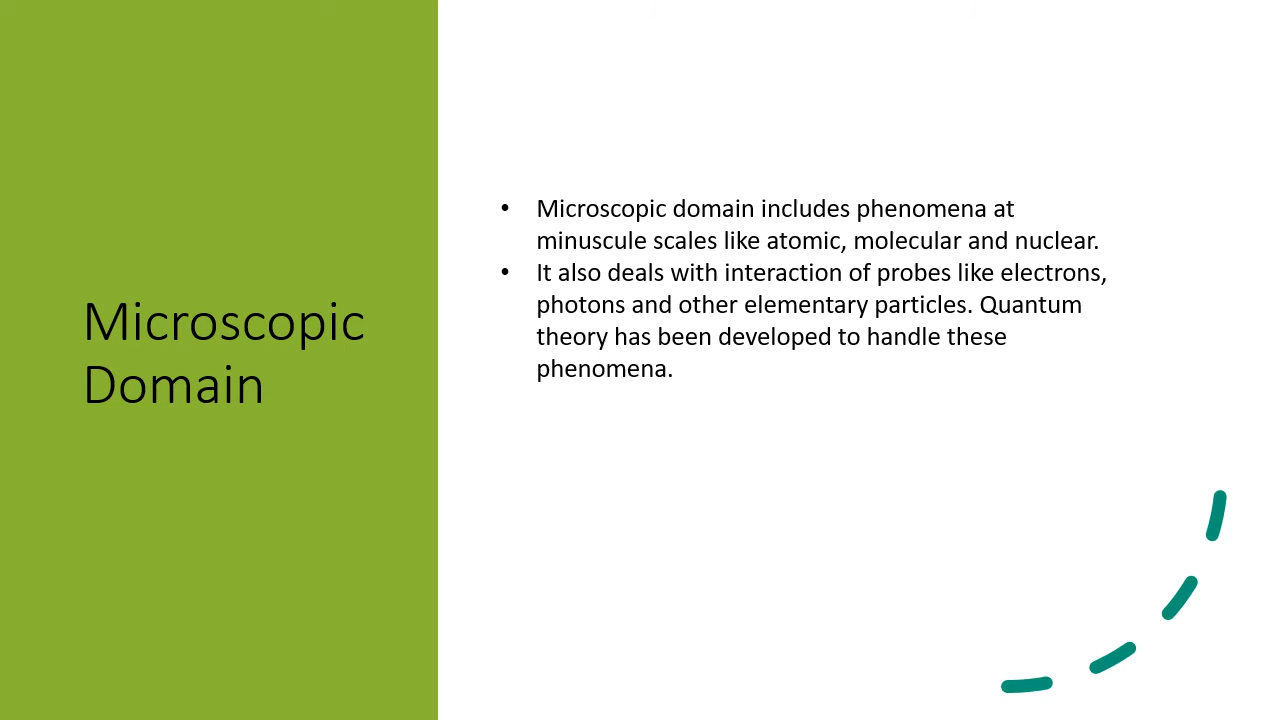 Microscopic
Domain
• Microscopic domain includes phenomena at
minuscule scales like atomic, molecular and nuclear.
• It also deals with interaction of probes like electrons,
photons and other elementary particles. Quantum
theory has been developed to handle these
phenomena.